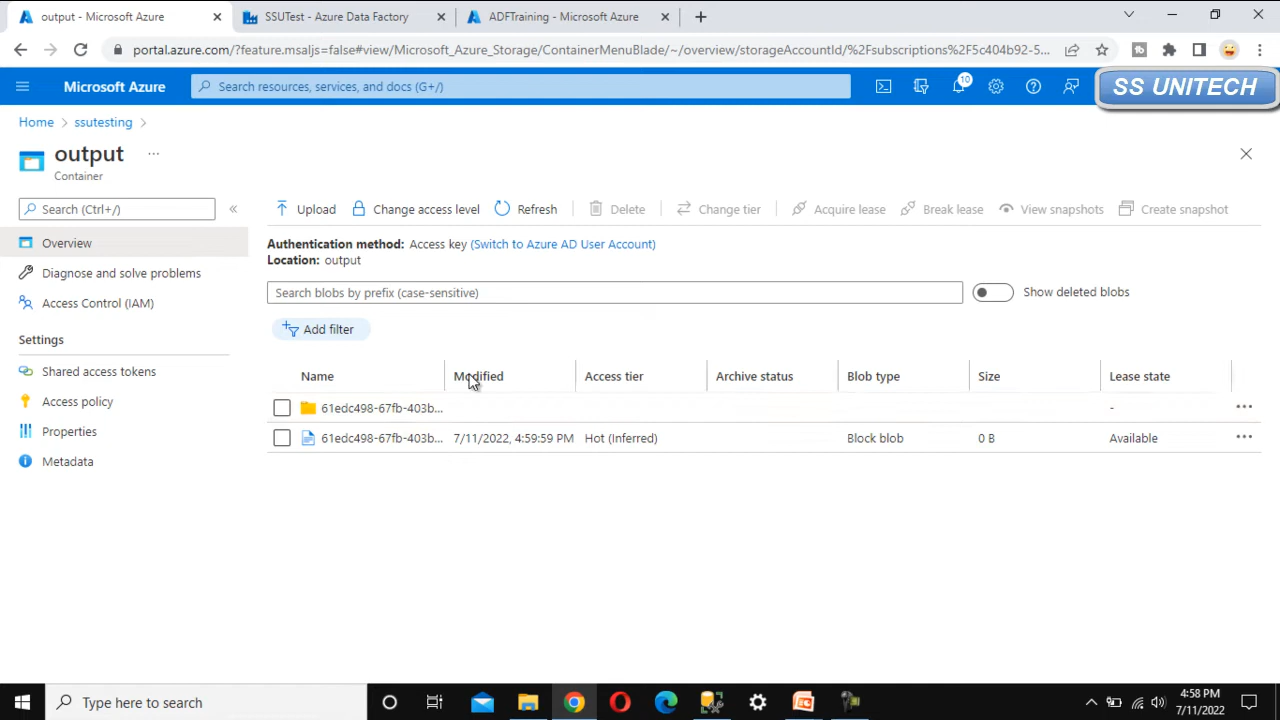 output - Microsoft Azure
SSUTest - Azure Data Factory
ADFTraining - Microsoft Azure
portal.azure.com/?feature.msaljs=false#view/Microsoft_Azure_Storage/ContainerMenuBlade/~/overview/storageAccountId/%2Fsubscriptions%2F5c404b92-5...
Microsoft Azure
Search resources, services, and docs (G+/)
10
SS UNITECH
Home > ssutesting >
output ...
Container
Search (Ctrl+/)
«
Upload
Change access level
Refresh
Delete
Change tier
Acquire lease
Break lease
View snapshots
Create snapshot
Overview
Diagnose and solve problems
Access Control (IAM)
Settings
Shared access tokens
Access policy
Properties
Metadata
Authentication method: Access key (Switch to Azure AD User Account)
Location: output
Search blobs by prefix (case-sensitive)
Show deleted blobs
Add filter
Name Modified Access tier Archive status Blob type Size Lease state
61edc498-67fb-403b... - ...
61edc498-67fb-403b... 7/11/2022, 4:59:59 PM Hot (Inferred) Block blob 0 B Available ...
Type here to search
4:58 PM
7/11/2022